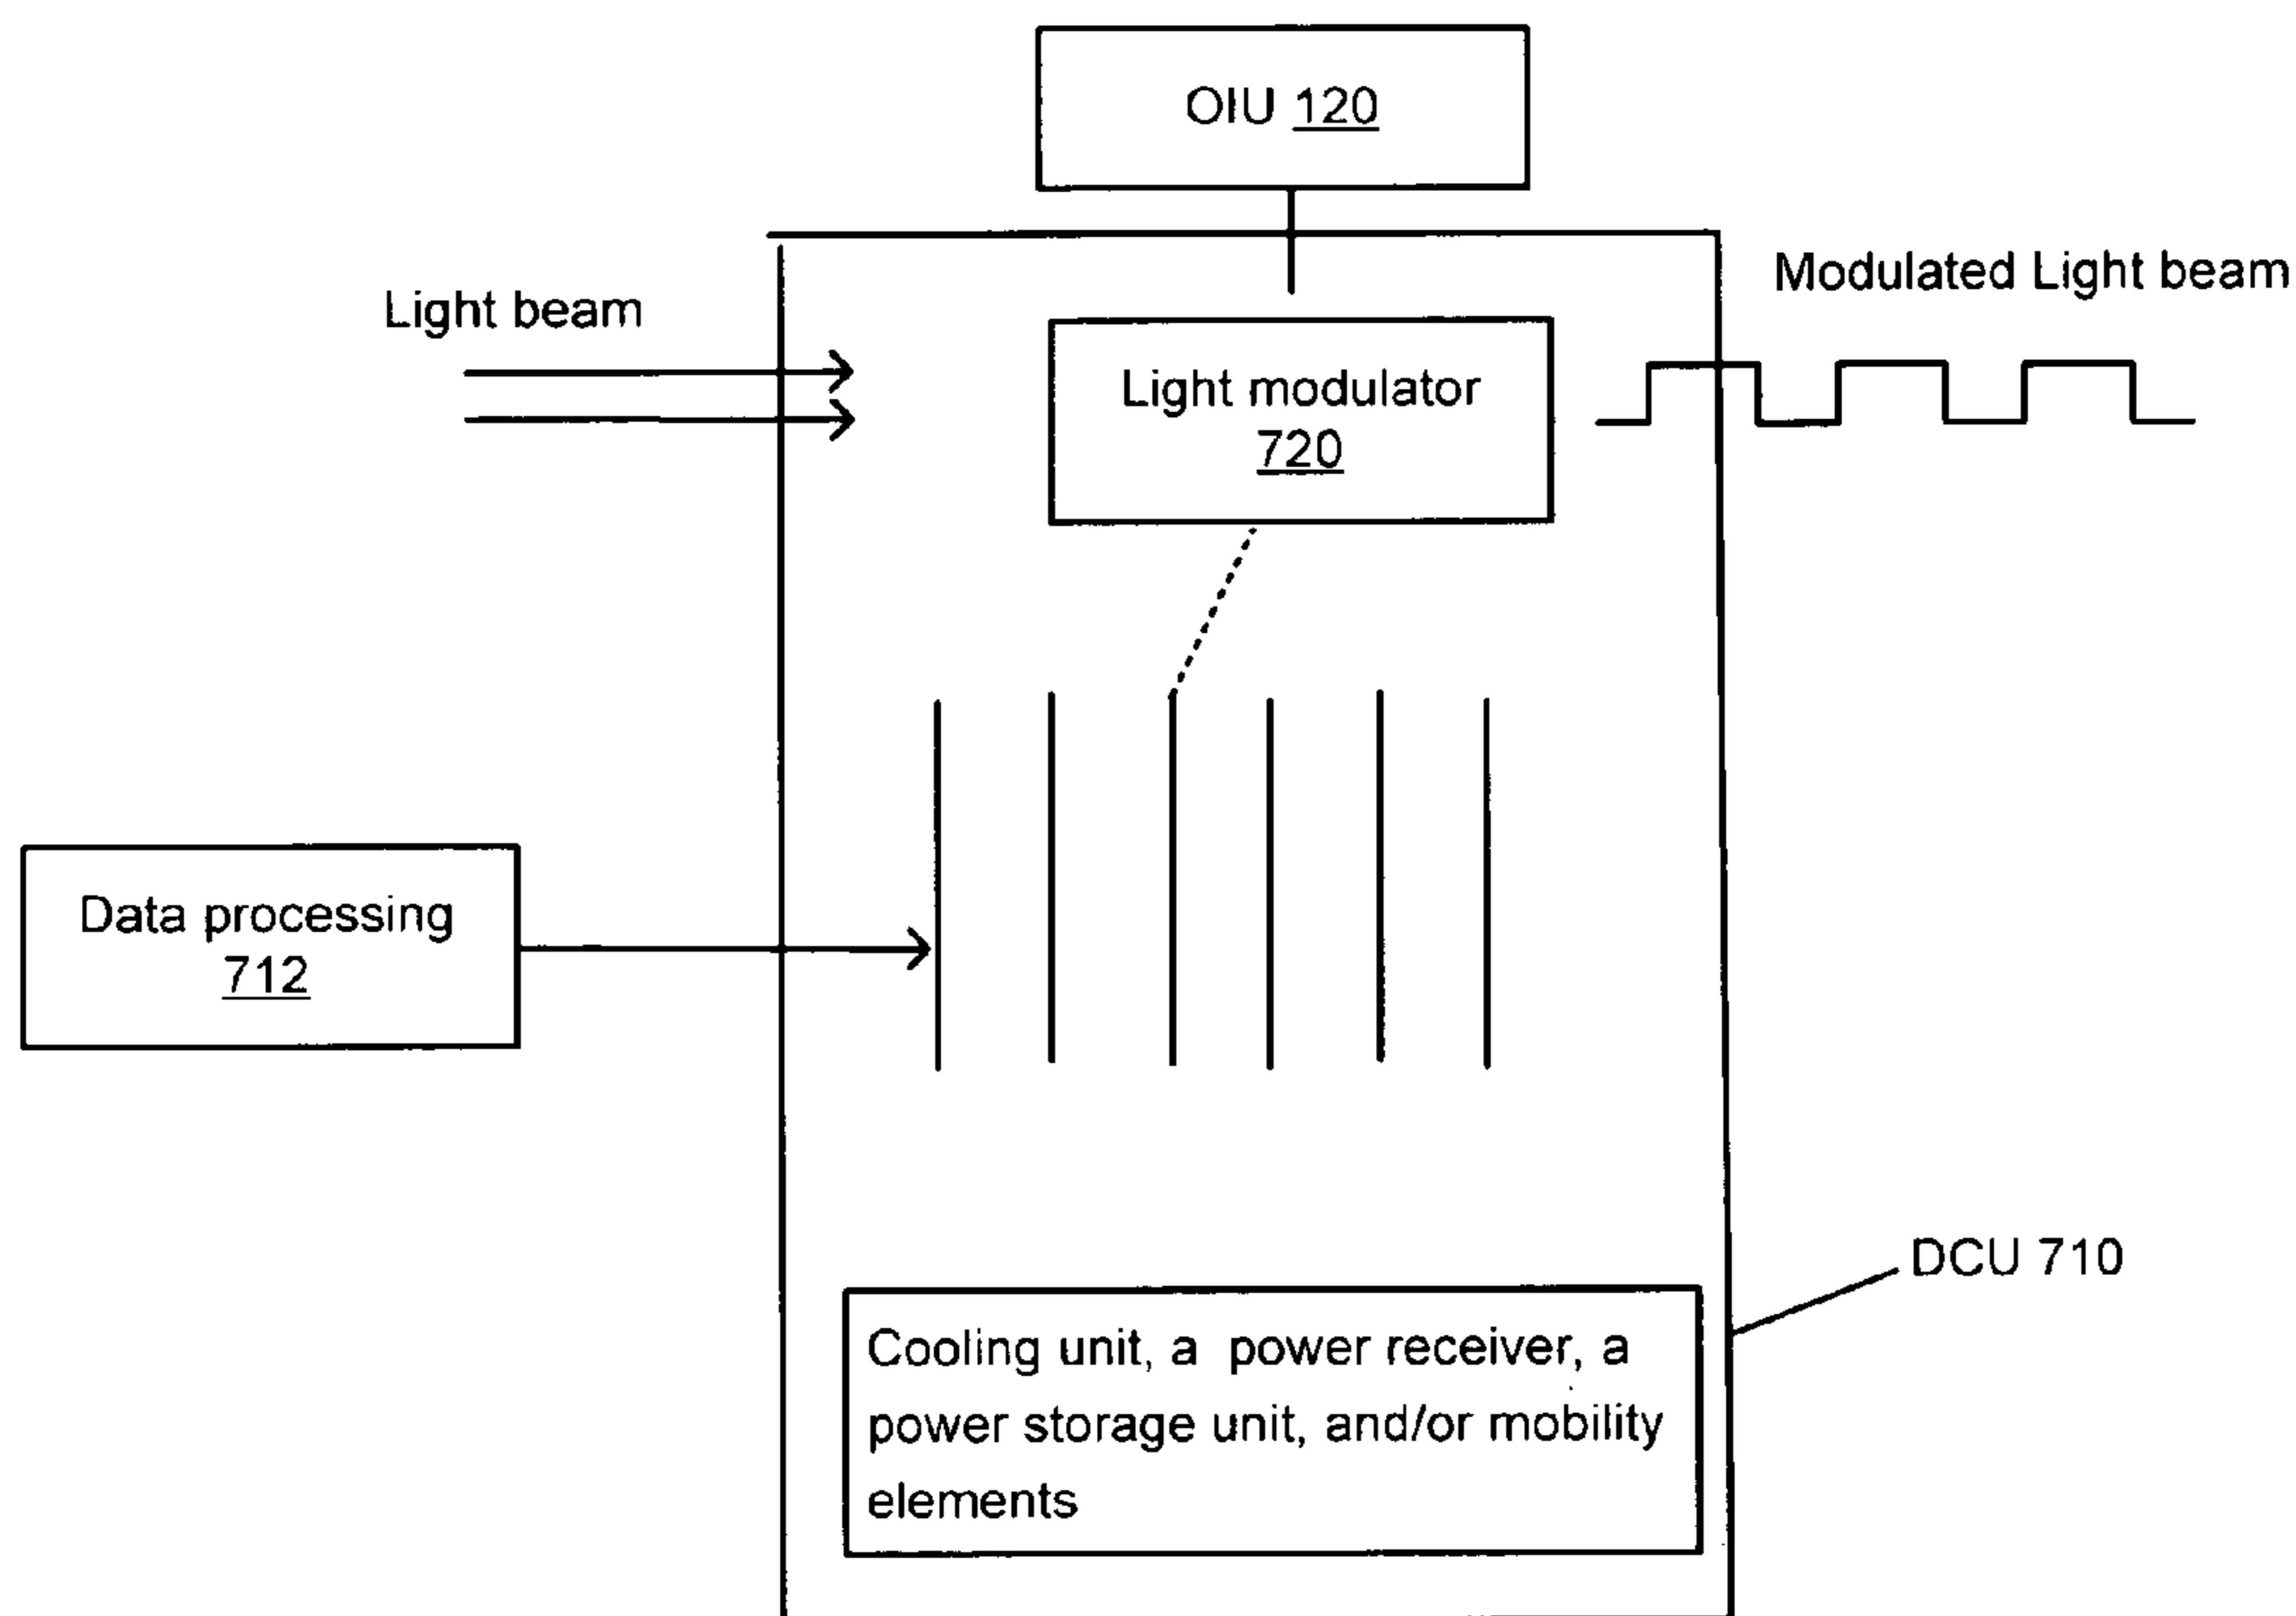 OIU 120
Light beam
Modulated Light beam
Light modulator
720
Data processing
712
DCU 710
Cooling unit, a power receiver, a
power storage unit, and/or mobility
elements